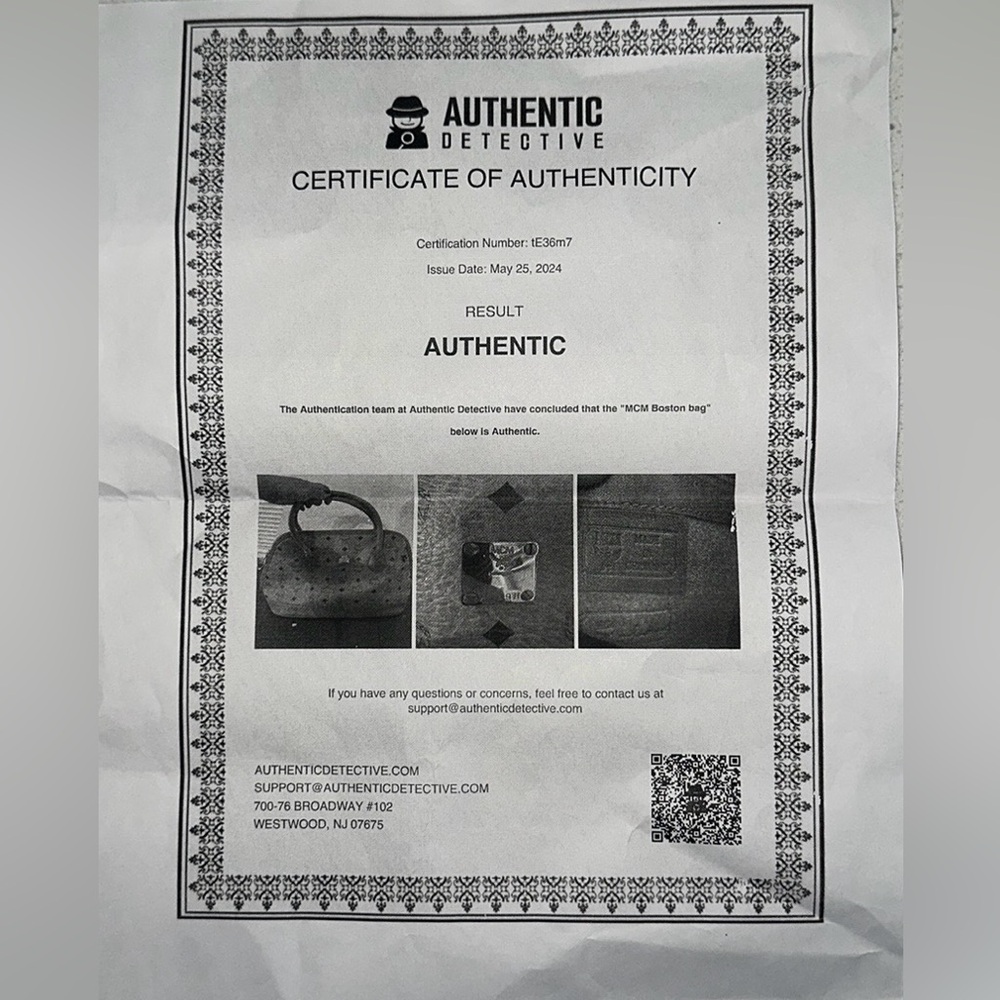 AUTHENTIC
DETECTIVE
CERTIFICATE OF AUTHENTICITY
Certification Number: tE36m7
Issue Date: May 25, 2024
RESULT
AUTHENTIC
The Authentication team at Authentic Detective have concluded that the "MCM Boston bag"
below is Authentic.
MCM
If you have any questions or concerns, feel free to contact us at
support@authenticdetective.com
AUTHENTICDETECTIVE.COM
SUPPORT@AUTHENTICDETECTIVE.COM
700-76 BROADWAY #102
WESTWOOD, NJ 07675